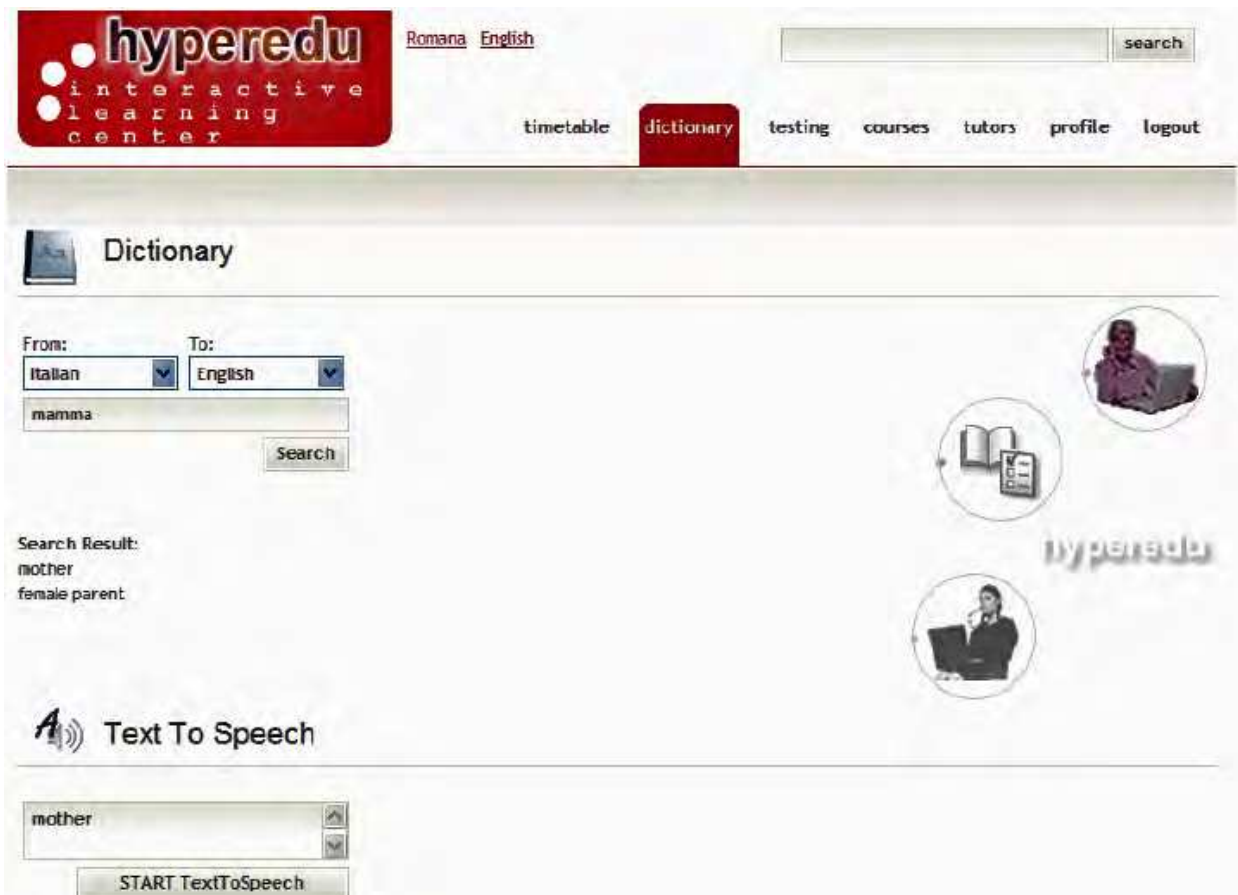 hyperedu
interactive
learning
center
Romana English
search
timetable dictionary testing courses tutors profile logout
Dictionary
From: To:
Italian English
mamma
Search
Search Result:
mother
female parent
hyperedu
Text To Speech
mother
START TextToSpeech